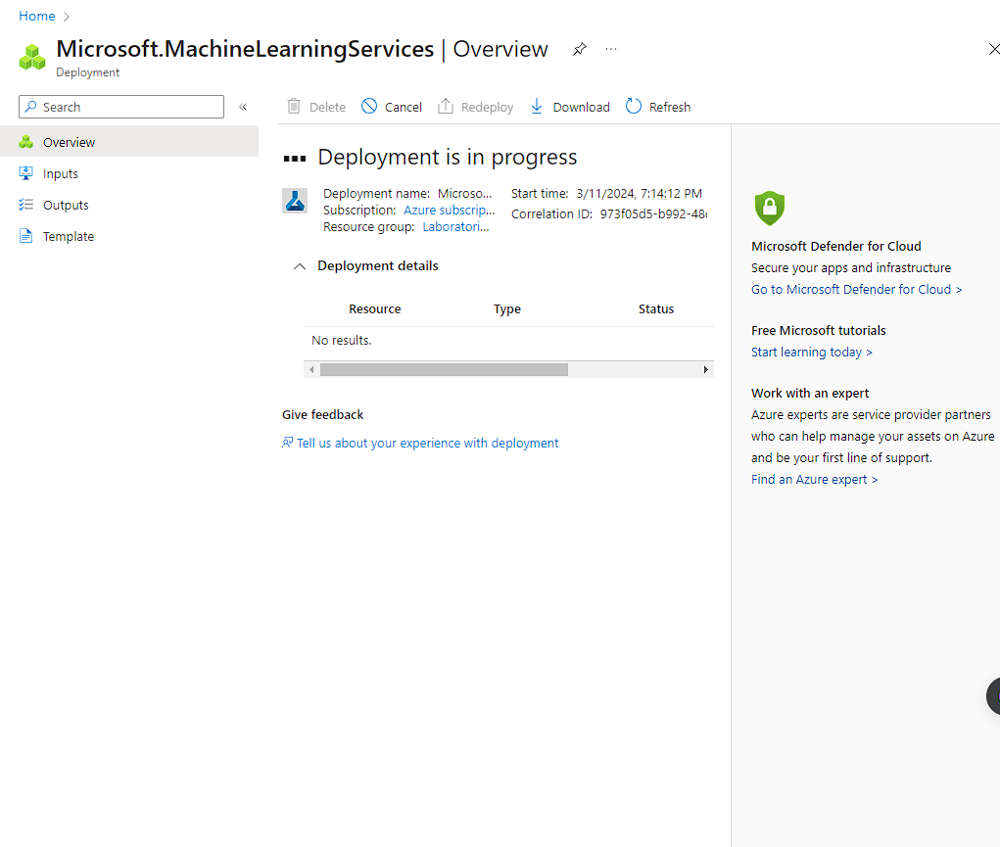 Home
Microsoft.MachineLearningServices | Overview
Deployment
Search
Delete Cancel Redeploy Download Refresh
Overview
Inputs
Outputs
Template
Deployment is in progress
Deployment name: Microso...
Subscription: Azure subscrip...
Resource group: Laboratori...
Start time: 3/11/2024, 7:14:12 PM
Correlation ID: 973f05d5-b992-48
Deployment details
Resource Type Status
No results.
Give feedback
Tell us about your experience with deployment
Microsoft Defender for Cloud
Secure your apps and infrastructure
Go to Microsoft Defender for Cloud >
Free Microsoft tutorials
Start learning today >
Work with an expert
Azure experts are service provider partners
who can help manage your assets on Azure
and be your first line of support.
Find an Azure expert >